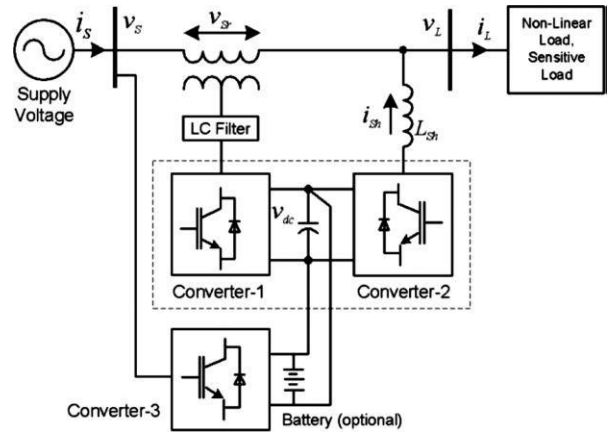 i_s
v_S
v_Sr
v_L
i_L
Non-Linear
Load,
Sensitive
Load
Supply
Voltage
LC Filter
i_Sh
L_Sh
v_dc
Converter-1
Converter-2
Converter-3
Battery (optional)